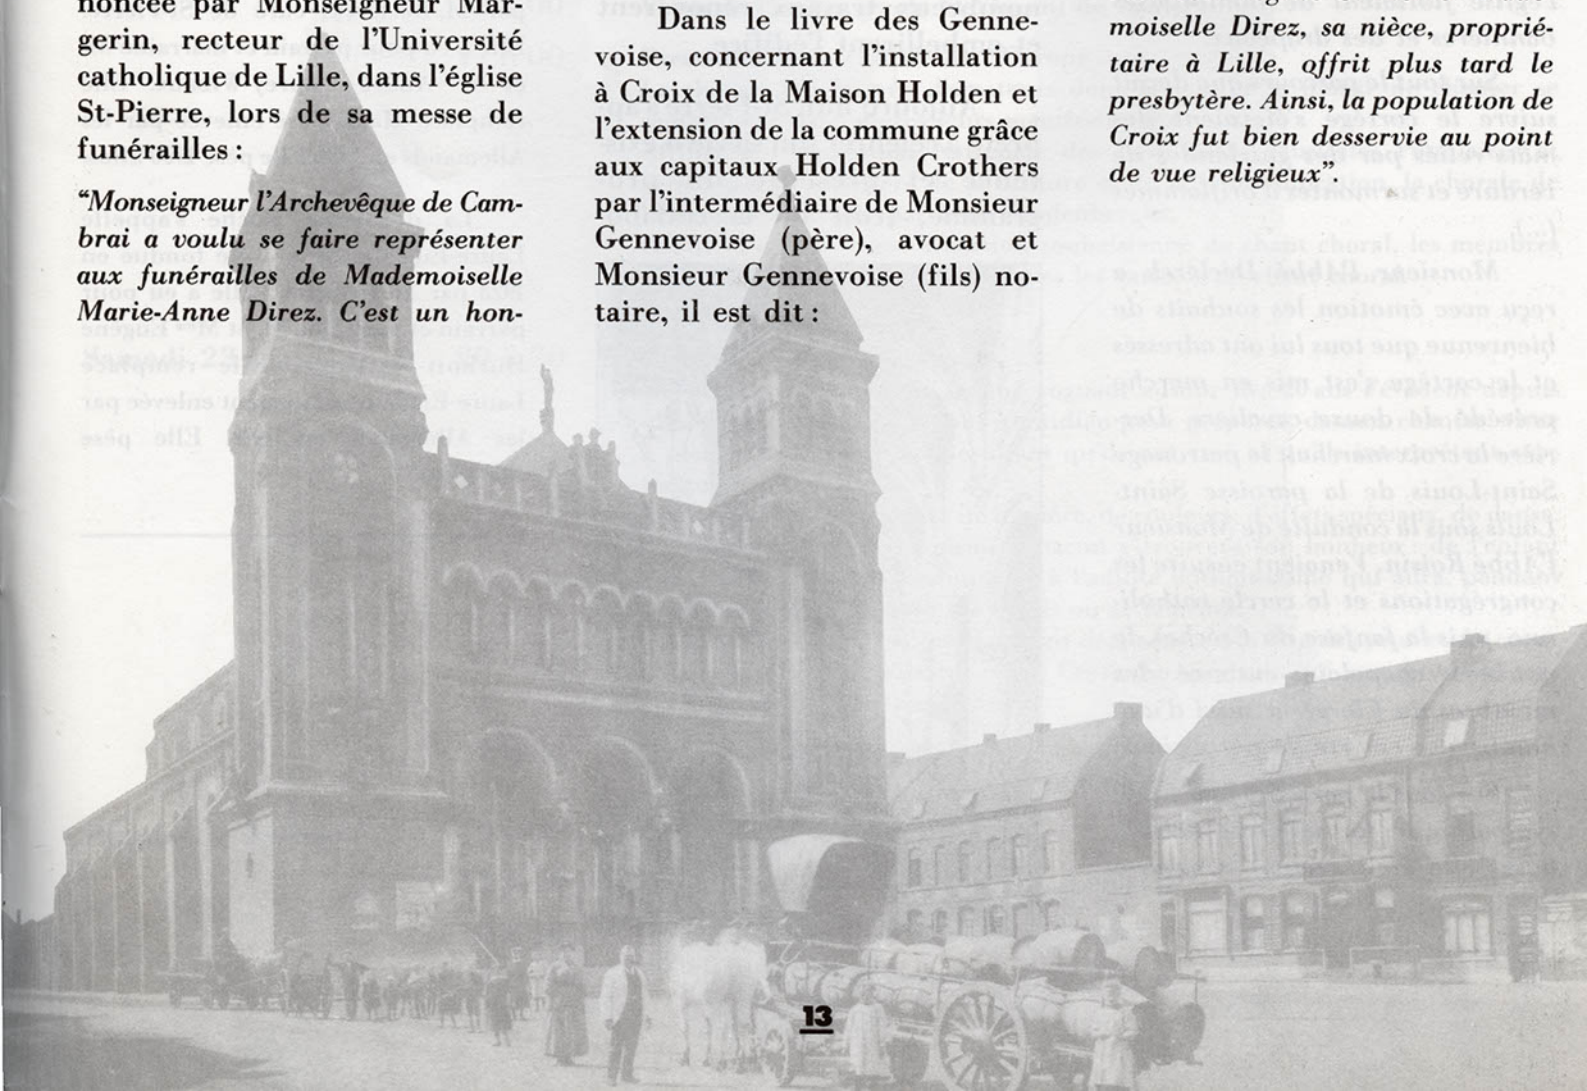 noncée par Monseigneur Mar-
gerin, recteur de l'Université
catholique de Lille, dans l'église
St-Pierre, lors de sa messe de
funérailles :
“Monseigneur l'Archevêque de Cam-
brai a voulu se faire représenter
aux funérailles de Mademoiselle
Marie-Anne Direz. C'est un hon-
Dans le livre des Genne-
voise, concernant l'installation
à Croix de la Maison Holden et
l'extension de la commune grâce
aux capitaux Holden Crothers
par l'intermédiaire de Monsieur
Gennevoise (père), avocat et
Monsieur Gennevoise (fils) no-
taire, il est dit :
moiselle Direz, sa nièce, proprié-
taire à Lille, offrit plus tard le
presbytère. Ainsi, la population de
Croix fut bien desservie au point
de vue religieux”.
13